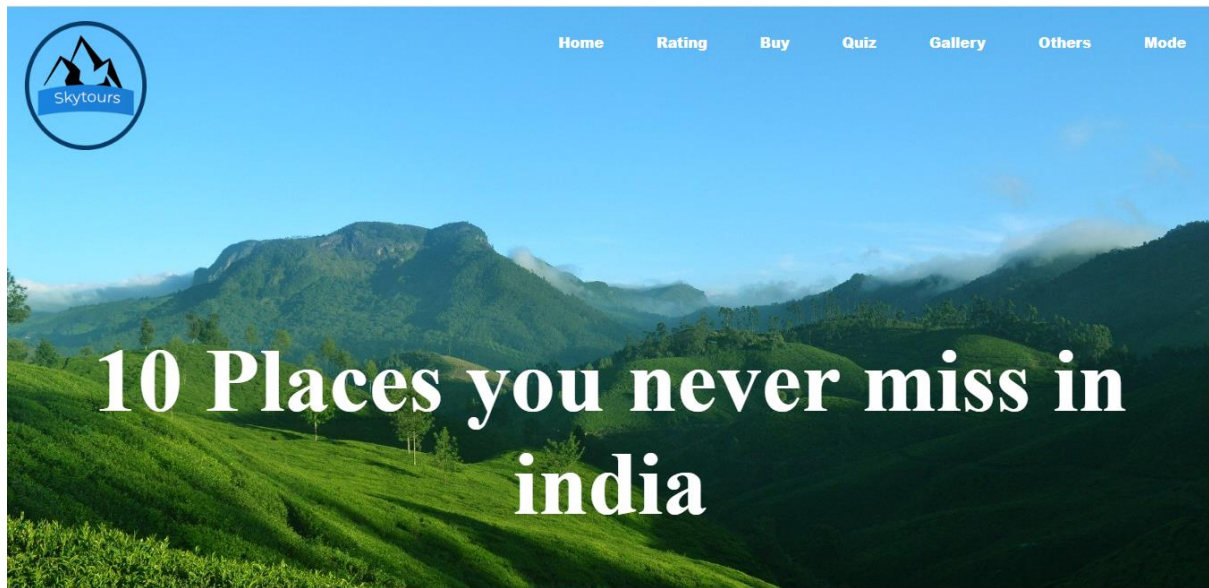 Skytours
Home Rating Buy Quiz Gallery Others Mode
10 Places you never miss in
india